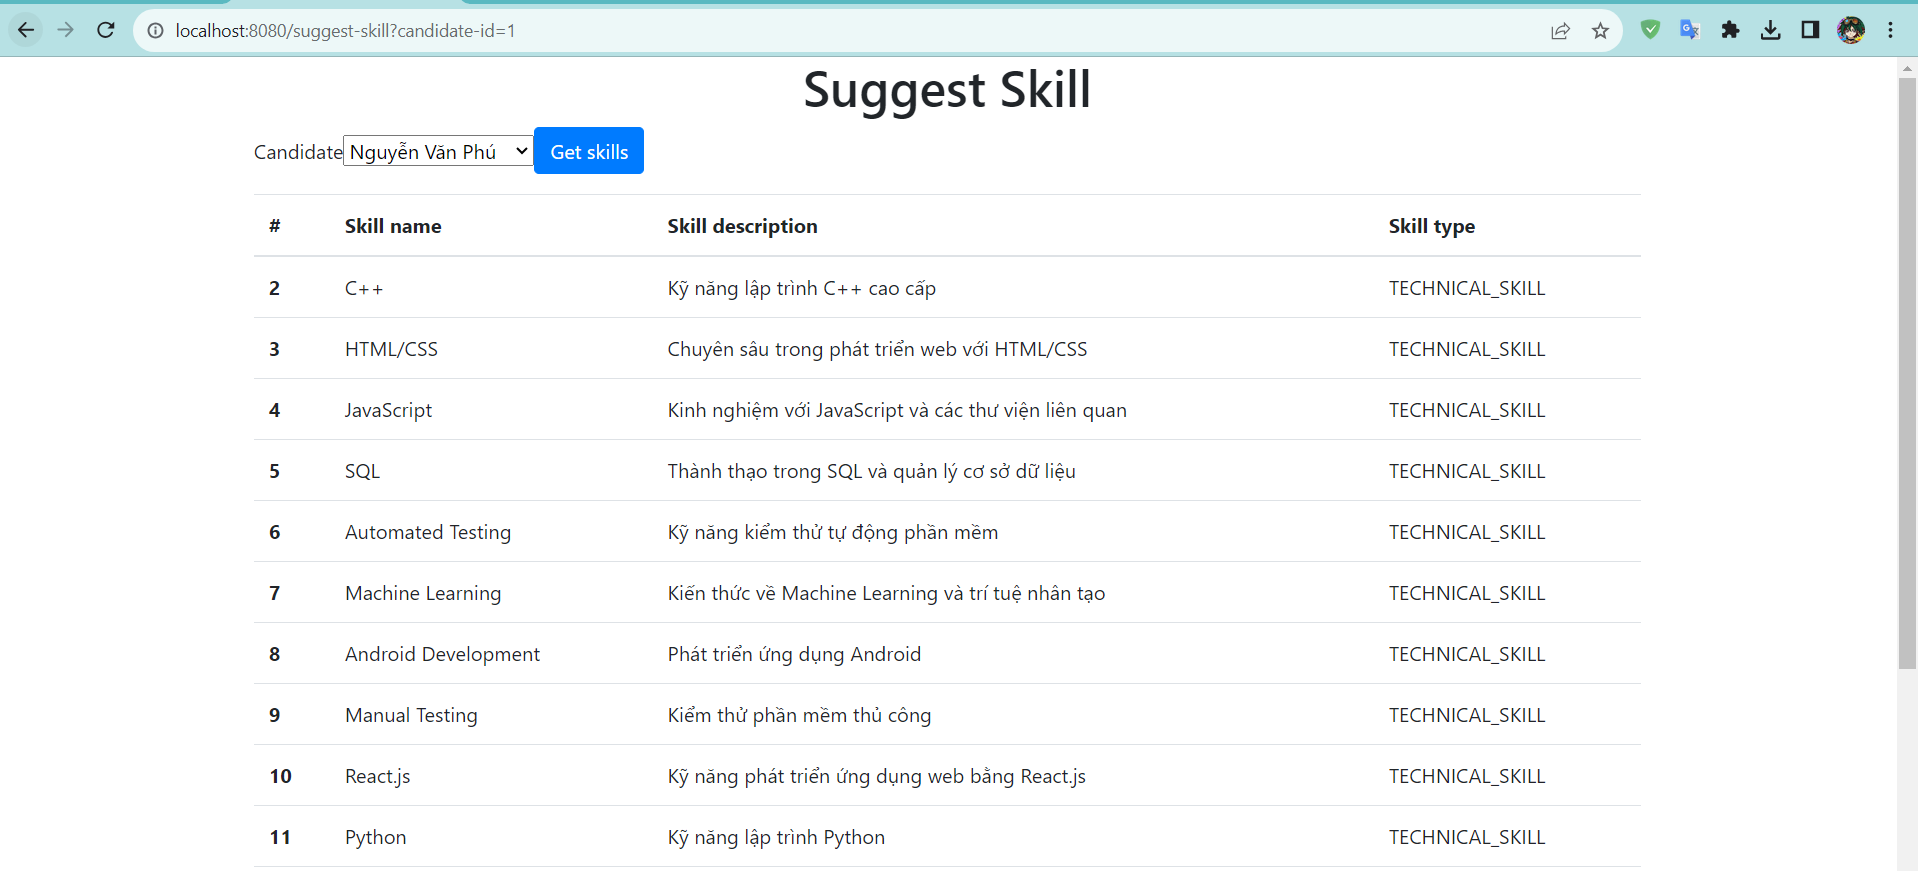 localhost:8080/suggest-skill?candidate-id=1
Suggest Skill
Candidate Nguyễn Văn Phú Get skills
# Skill name Skill description Skill type
2 C++ Kỹ năng lập trình C++ cao cấp TECHNICAL_SKILL
3 HTML/CSS Chuyên sâu trong phát triển web với HTML/CSS TECHNICAL_SKILL
4 JavaScript Kinh nghiệm với JavaScript và các thư viện liên quan TECHNICAL_SKILL
5 SQL Thành thạo trong SQL và quản lý cơ sở dữ liệu TECHNICAL_SKILL
6 Automated Testing Kỹ năng kiểm thử tự động phần mềm TECHNICAL_SKILL
7 Machine Learning Kiến thức về Machine Learning và trí tuệ nhân tạo TECHNICAL_SKILL
8 Android Development Phát triển ứng dụng Android TECHNICAL_SKILL
9 Manual Testing Kiểm thử phần mềm thủ công TECHNICAL_SKILL
10 React.js Kỹ năng phát triển ứng dụng web bằng React.js TECHNICAL_SKILL
11 Python Kỹ năng lập trình Python TECHNICAL_SKILL